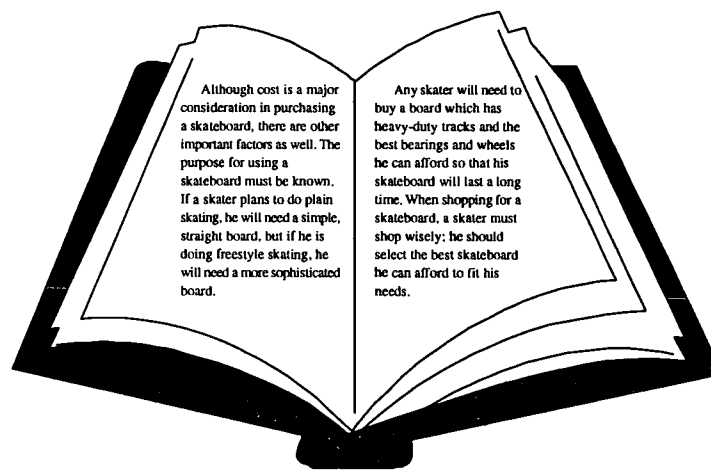 Although cost is a major
consideration in purchasing
a skateboard, there are other
important factors as well. The
purpose for using a
skateboard must be known.
If a skater plans to do plain
skating, he will need a simple,
straight board, but if he is
doing freestyle skating, he
will need a more sophisticated
board.
Any skater will need to
buy a board which has
heavy-duty tracks and the
best bearings and wheels
he can afford so that his
skateboard will last a long
time. When shopping for a
skateboard, a skater must
shop wisely; he should
select the best skateboard
he can afford to fit his
needs.